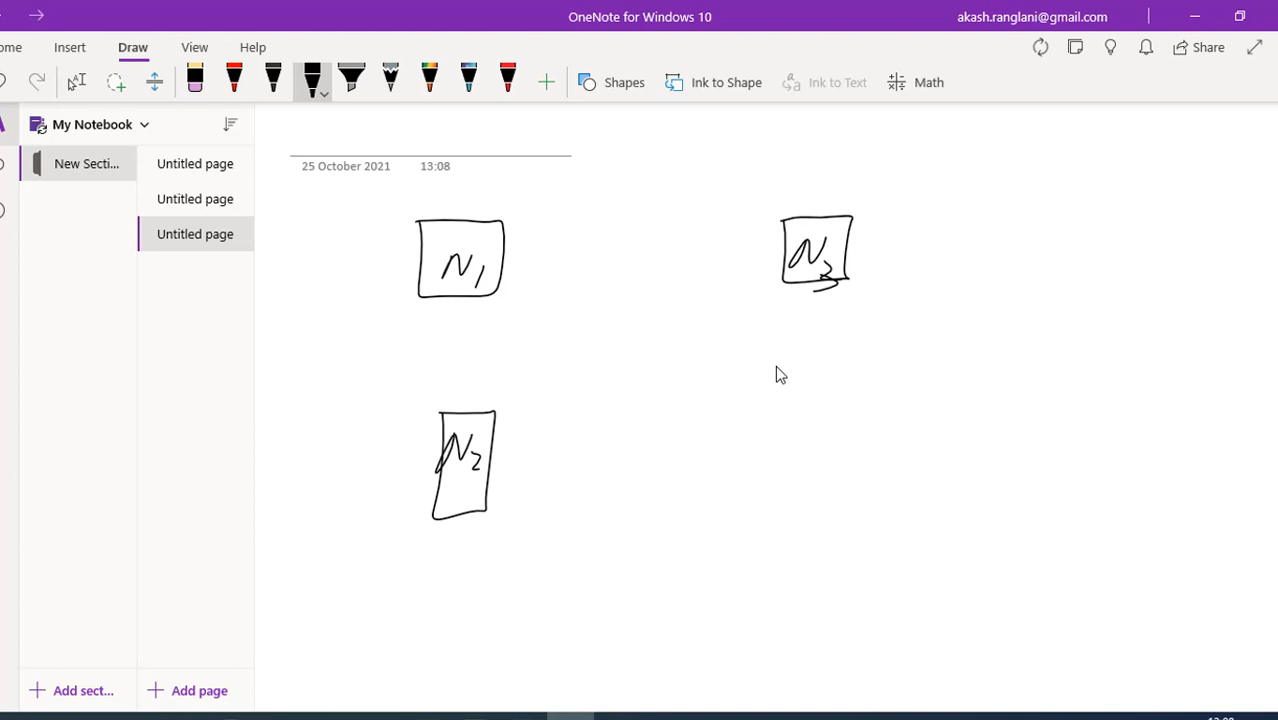 OneNote for Windows 10
akash.ranglani@gmail.com
ome Insert Draw View Help
Share
Shapes Ink to Shape Ink to Text Math
My Notebook
New Secti...
Untitled page
Untitled page
Untitled page
25 October 2021 13:08
N1
N3
N2
Add sect...
Add page